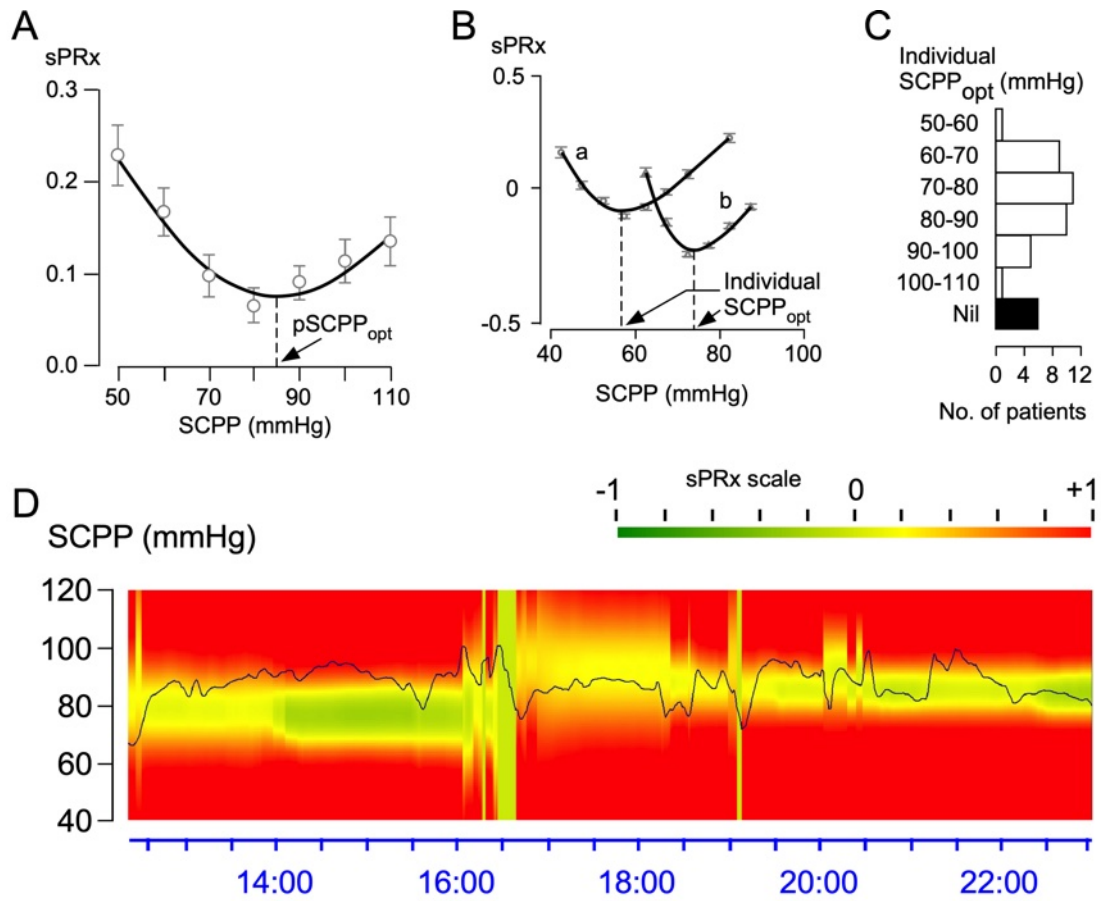 A
sPRx
0.3
0.2
0.1
0.0
pSCPPopt
50 70 90 110
SCPP (mmHg)
B
sPRx
0.5
0
-0.5
a
b
Individual
SCPPopt
40 60 80 100
SCPP (mmHg)
C
Individual
SCPPopt (mmHg)
50-60
60-70
70-80
80-90
90-100
100-110
Nil
0 4 8 12
No. of patients
D
SCPP (mmHg)
-1 sPRx scale 0 +1
120
100
80
60
40
14:00 16:00 18:00 20:00 22:00